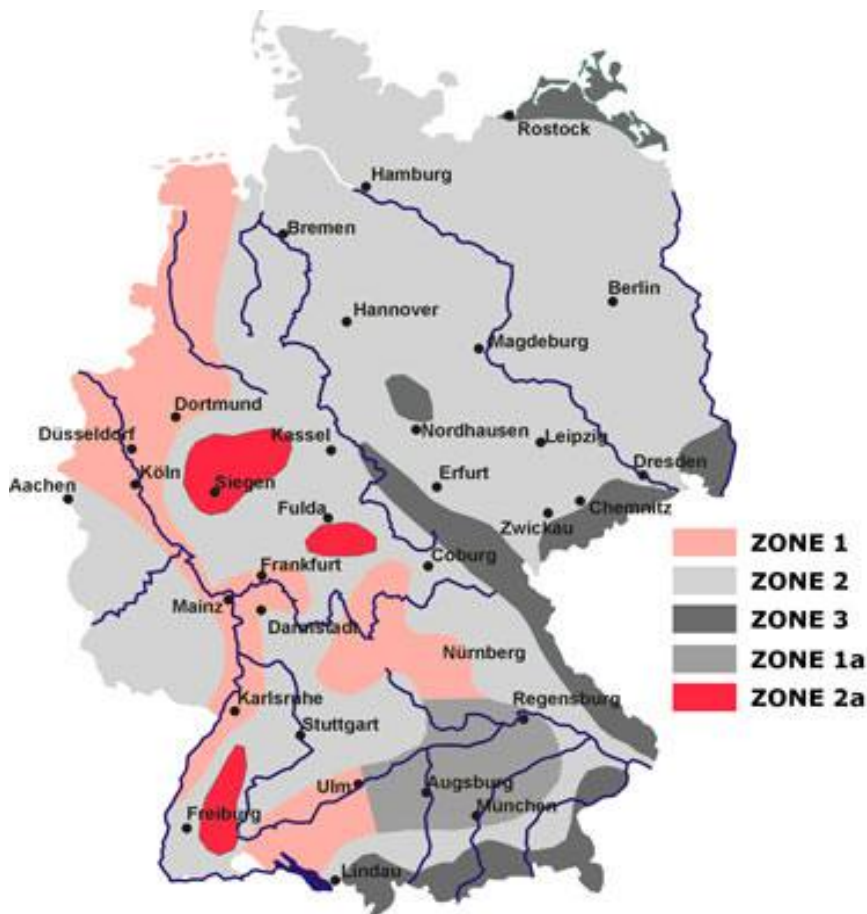 Rostock
Hamburg
Bremen
Berlin
Hannover
Magdeburg
Dortmund
Nordhausen
Leipzig
Düsseldorf
Kassel
Dresden
Aachen
Köln
Siegen
Erfurt
Chemnitz
Fulda
Zwickau
Coburg
Frankfurt
Mainz
Darmstadt
Nürnberg
Karlsruhe
Regensburg
Stuttgart
Ulm
Augsburg
München
Freiburg
Lindau
ZONE 1
ZONE 2
ZONE 3
ZONE 1a
ZONE 2a